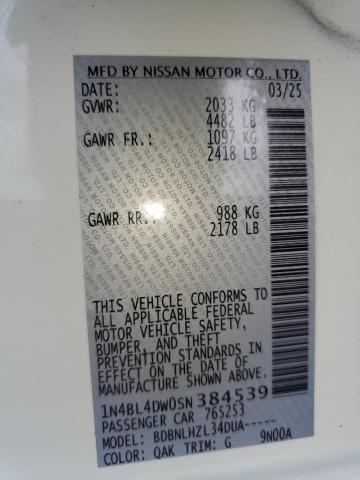 MFD BY NISSAN MOTOR CO., LTD.
DATE: 03/25
GVWR: 2033 KG
4482 LB
GAWR FR.: 1097 KG
2418 LB
GAWR RR.: 988 KG
2178 LB
THIS VEHICLE CONFORMS TO
ALL APPLICABLE FEDERAL
MOTOR VEHICLE SAFETY,
BUMPER, AND THEFT
PREVENTION STANDARDS IN
EFFECT ON THE DATE OF
MANUFACTURE SHOWN ABOVE.
1N4BL4DW0SN384539
PASSENGER CAR 765253
MODEL: BDBNLHZL34DUA-----
COLOR: QAK TRIM: G 9N00A